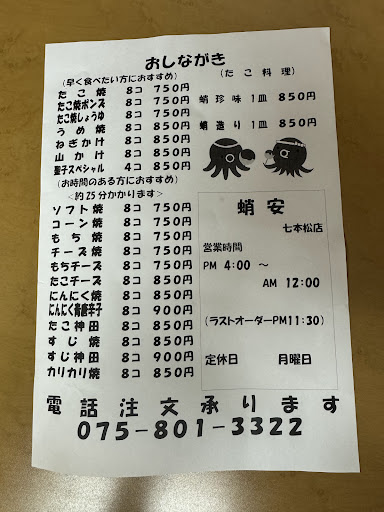 おしながき
(早く食べたい方におすすめ)
たこ焼 8コ 750円
たこ焼ポンズ 8コ 750円
たこ焼しょうゆ 8コ 750円
うめ焼 8コ 850円
ねぎかけ 8コ 850円
山かけ 8コ 850円
聖子スペシャル 4コ 850円
(お時間のある方におすすめ)
<約25分かかります>
ソフト焼 8コ 750円
コーン焼 8コ 750円
もち焼 8コ 750円
チーズ焼 8コ 750円
もちチーズ 8コ 750円
たこチーズ 8コ 850円
にんにく焼 8コ 850円
にんにく青唐辛子 8コ 900円
たこ神田 8コ 850円
すじ焼 8コ 850円
すじ神田 8コ 900円
カリカリ焼 8コ 850円
(たこ料理)
蛸珍味 1皿 850円
蛸造り 1皿 850円
蛸安
七本松店
営業時間
PM 4:00 〜
AM 12:00
(ラストオーダーPM11:30)
定休日 月曜日
電話注文承ります
075-801-3322